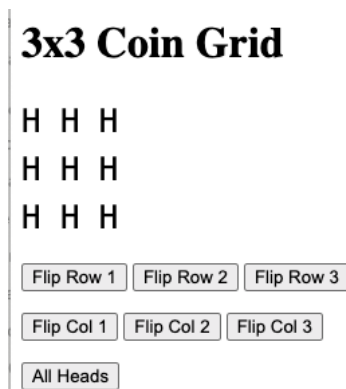 3x3 Coin Grid
H H H
H H H
H H H
Flip Row 1 Flip Row 2 Flip Row 3
Flip Col 1 Flip Col 2 Flip Col 3
All Heads